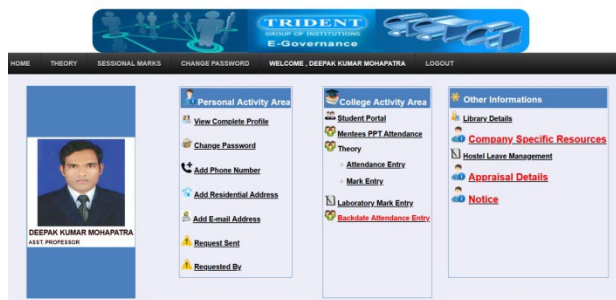 TRIDENT
GROUP OF INSTITUTIONS
E-Governance
HOME THEORY SESSIONAL MARKS CHANGE PASSWORD WELCOME , DEEPAK KUMAR MOHAPATRA LOGOUT
DEEPAK KUMAR MOHAPATRA
ASST. PROFESSOR
Personal Activity Area
View Complete Profile
Change Password
Add Phone Number
Add Residential Address
Add E-mail Address
Request Sent
Requested By
College Activity Area
Student Portal
Mentees PPT Attendance
Theory
Attendance Entry
Mark Entry
Laboratory Mark Entry
Backdate Attendance Entry
Other Informations
Library Details
Company Specific Resources
Hostel Leave Management
Appraisal Details
Notice